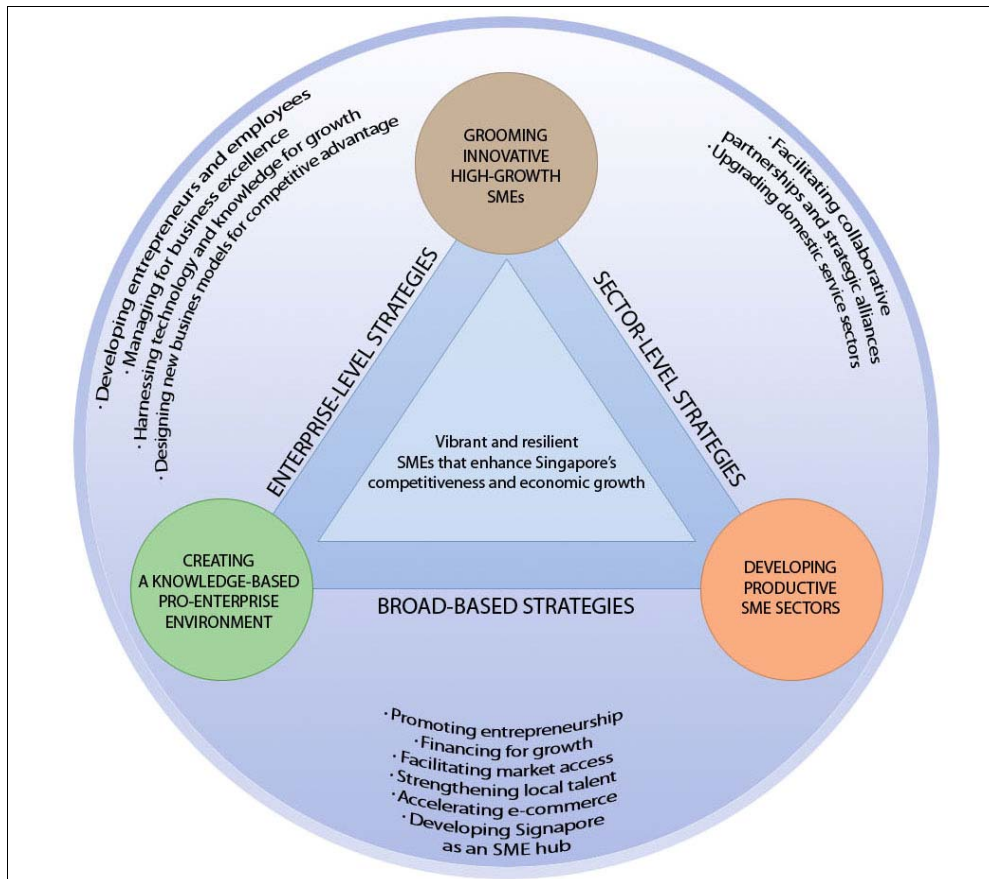 GROOMING
INNOVATIVE
HIGH-GROWTH
SMEs
· Developing entrepreneurs and employees
· Managing for business excellence
· Harnessing technology and knowledge for growth
· Designing new business models for competitive advantage
· Facilitating collaborative
partnerships and strategic alliances
· Upgrading domestic service sectors
ENTERPRISE-LEVEL STRATEGIES
SECTOR-LEVEL STRATEGIES
Vibrant and resilient
SMEs that enhance Singapore's
competitiveness and economic growth
CREATING
A KNOWLEDGE-BASED
PRO-ENTERPRISE
ENVIRONMENT
DEVELOPING
PRODUCTIVE
SME SECTORS
BROAD-BASED STRATEGIES
· Promoting entrepreneurship
· Financing for growth
· Facilitating market access
· Strengthening local talent
· Accelerating e-commerce
· Developing Signapore
as an SME hub